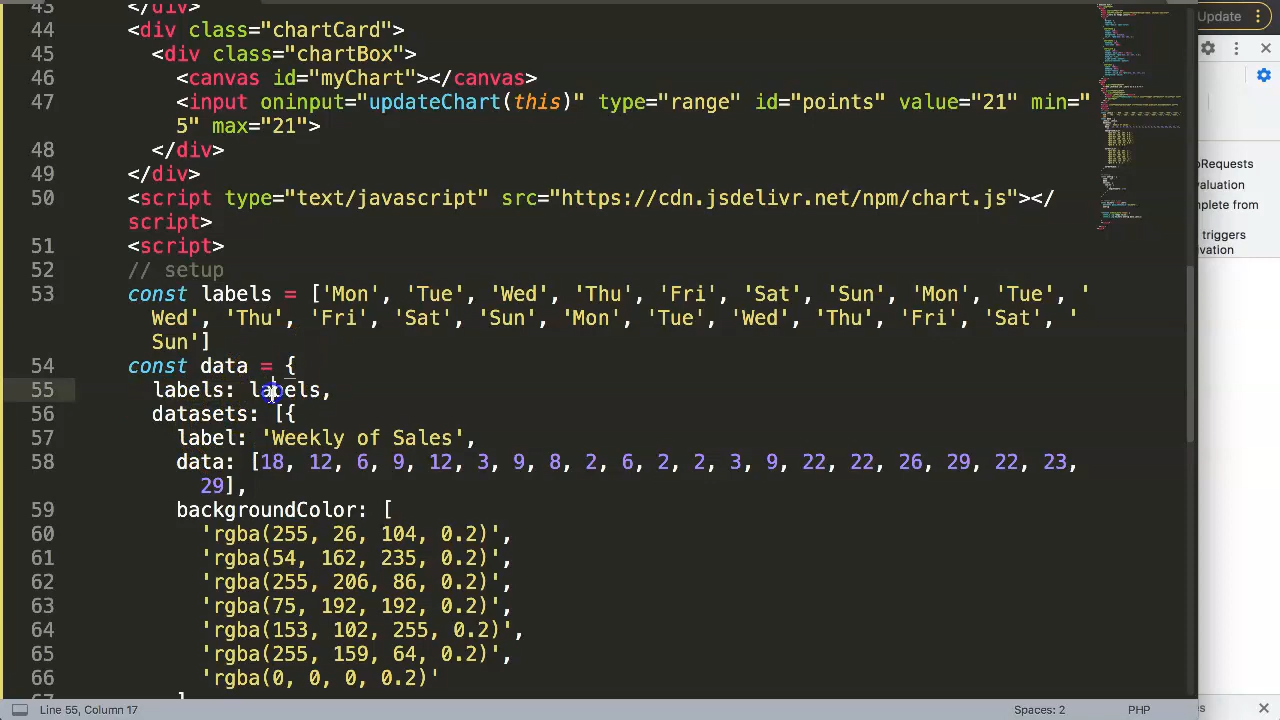 43 </div>
44 <div class="chartCard">
45 <div class="chartBox">
46 <canvas id="myChart"></canvas>
47 <input oninput="updateChart(this)" type="range" id="points" value="21" min="
5" max="21">
48 </div>
49 </div>
50 <script type="text/javascript" src="https://cdn.jsdelivr.net/npm/chart.js"></
script>
51 <script>
52 // setup
53 const labels = ['Mon', 'Tue', 'Wed', 'Thu', 'Fri', 'Sat', 'Sun', 'Mon', 'Tue', '
Wed', 'Thu', 'Fri', 'Sat', 'Sun', 'Mon', 'Tue', 'Wed', 'Thu', 'Fri', 'Sat', '
Sun']
54 const data = {
55 labels: labels,
56 datasets: [{
57 label: 'Weekly of Sales',
58 data: [18, 12, 6, 9, 12, 3, 9, 8, 2, 6, 2, 2, 3, 9, 22, 22, 26, 29, 22, 23,
29],
59 backgroundColor: [
60 'rgba(255, 26, 104, 0.2)',
61 'rgba(54, 162, 235, 0.2)',
62 'rgba(255, 206, 86, 0.2)',
63 'rgba(75, 192, 192, 0.2)',
64 'rgba(153, 102, 255, 0.2)',
65 'rgba(255, 159, 64, 0.2)',
66 'rgba(0, 0, 0, 0.2)'
67 ]
Line 55, Column 17
Spaces: 2
PHP
Update
Requests
valuation
plete from
triggers
vation